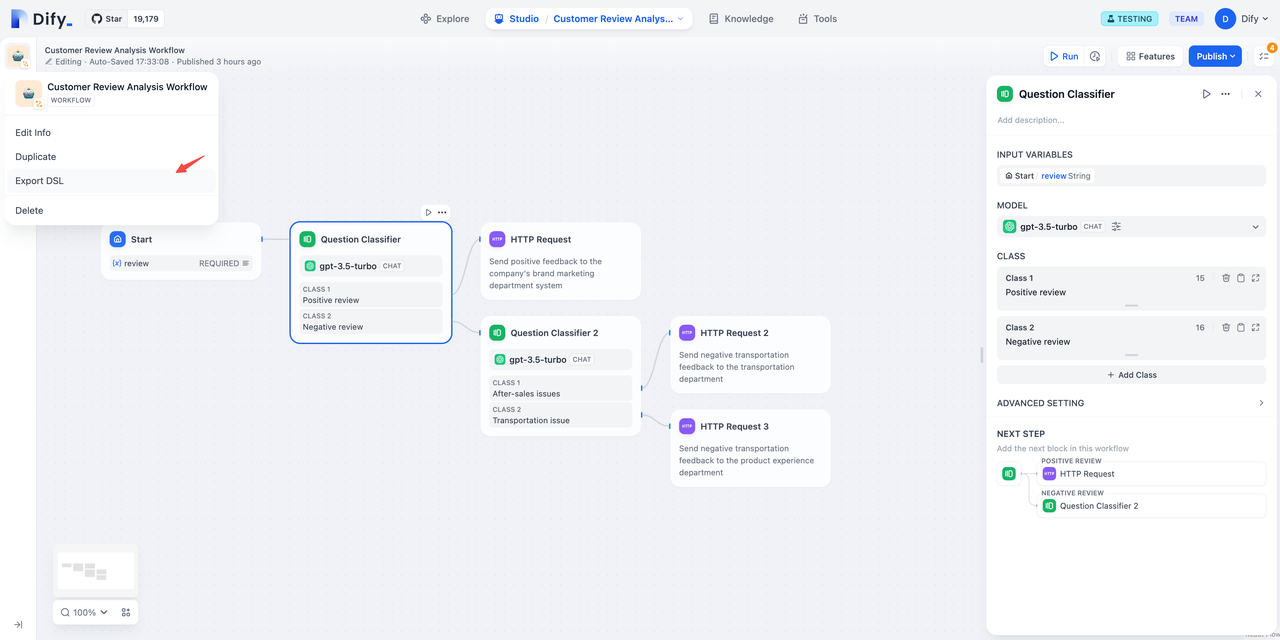 Dify_
Star 19,179
Explore
Studio / Customer Review Analys...
Knowledge
Tools
TESTING
TEAM
D
Dify
Customer Review Analysis Workflow
Editing · Auto-Saved 17:33:08 · Published 3 hours ago
Run
Features
Publish
4
Customer Review Analysis Workflow
WORKFLOW
Edit Info
Duplicate
Export DSL
Delete
Start
{x} review REQUIRED
Question Classifier
gpt-3.5-turbo CHAT
CLASS 1
Positive review
CLASS 2
Negative review
HTTP HTTP Request
Send positive feedback to the
company's brand marketing
department system
Question Classifier 2
gpt-3.5-turbo CHAT
CLASS 1
After-sales issues
CLASS 2
Transportation issue
HTTP HTTP Request 2
Send negative transportation
feedback to the transportation
department
HTTP HTTP Request 3
Send negative transportation
feedback to the product experience
department
100%
Question Classifier
Add description...
INPUT VARIABLES
Start / review String
MODEL
gpt-3.5-turbo CHAT
CLASS
Class 1 15
Positive review
Class 2 16
Negative review
+ Add Class
ADVANCED SETTING
NEXT STEP
Add the next block in this workflow
POSITIVE REVIEW
HTTP HTTP Request
NEGATIVE REVIEW
Question Classifier 2